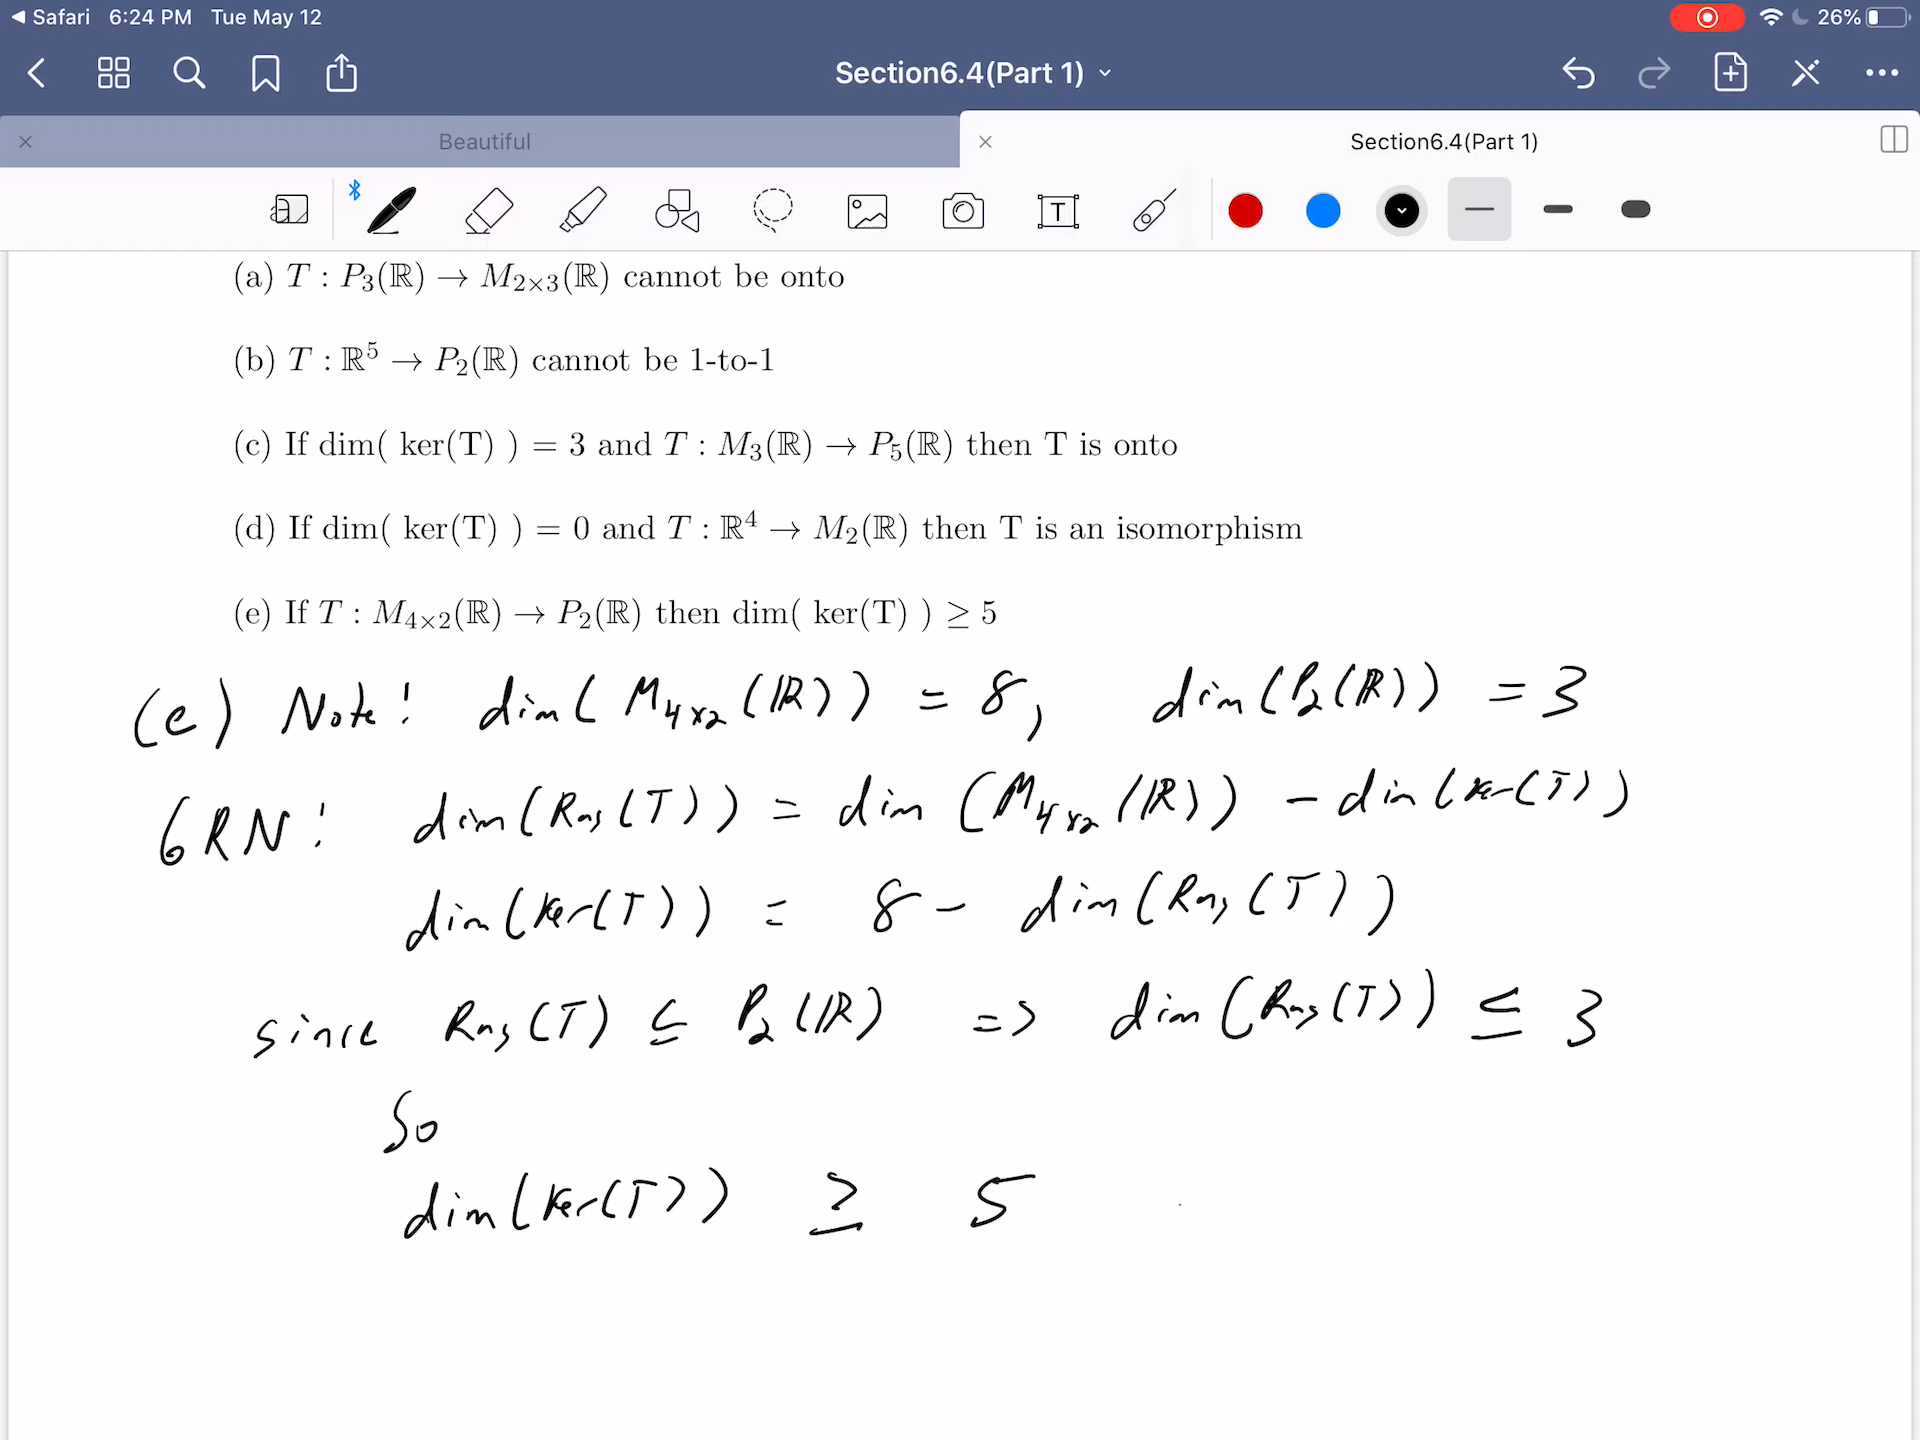 Safari 6:24 PM Tue May 12 26%
Section6.4(Part 1)
Beautiful
Section6.4(Part 1)
(a) T : P₃(ℝ) → M₂ₓ₃(ℝ) cannot be onto
(b) T : ℝ⁵ → P₂(ℝ) cannot be 1-to-1
(c) If dim( ker(T) ) = 3 and T : M₃(ℝ) → P₅(ℝ) then T is onto
(d) If dim( ker(T) ) = 0 and T : ℝ⁴ → M₂(ℝ) then T is an isomorphism
(e) If T : M₄ₓ₂(ℝ) → P₂(ℝ) then dim( ker(T) ) ≥ 5
(e) Note: dim( M₄ₓ₂(ℝ)) = 8, dim(P₂(ℝ)) = 3
GRN: dim(Rng(T)) = dim (M₄ₓ₂(ℝ)) - dim(ker(T))
dim(ker(T)) = 8 - dim(Rng(T))
since Rng(T) ⊆ P₂(ℝ) => dim(Rng(T)) ≤ 3
So
dim(ker(T)) ≥ 5